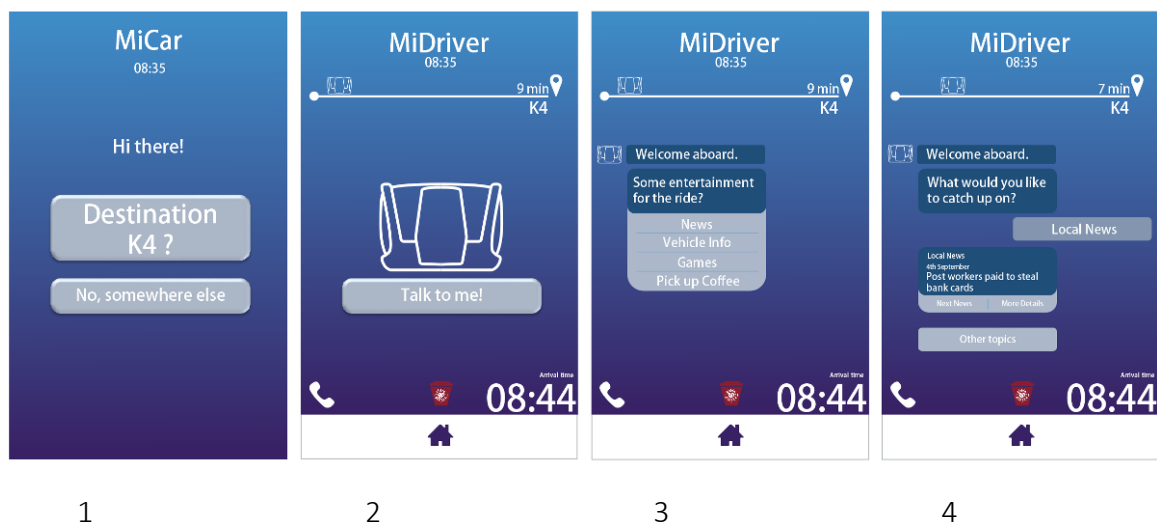 MiCar
08:35
Hi there!
Destination
K4 ?
No, somewhere else
1
MiDriver
08:35
9 min
K4
Talk to me!
Arrival time
08:44
2
MiDriver
08:35
9 min
K4
Welcome aboard.
Some entertainment
for the ride?
News
Vehicle Info
Games
Pick up Coffee
Arrival time
08:44
3
MiDriver
08:35
7 min
K4
Welcome aboard.
What would you like
to catch up on?
Local News
Local News
4th September
Post workers paid to steal
bank cards
Next News
More Details
Other topics
Arrival time
08:44
4